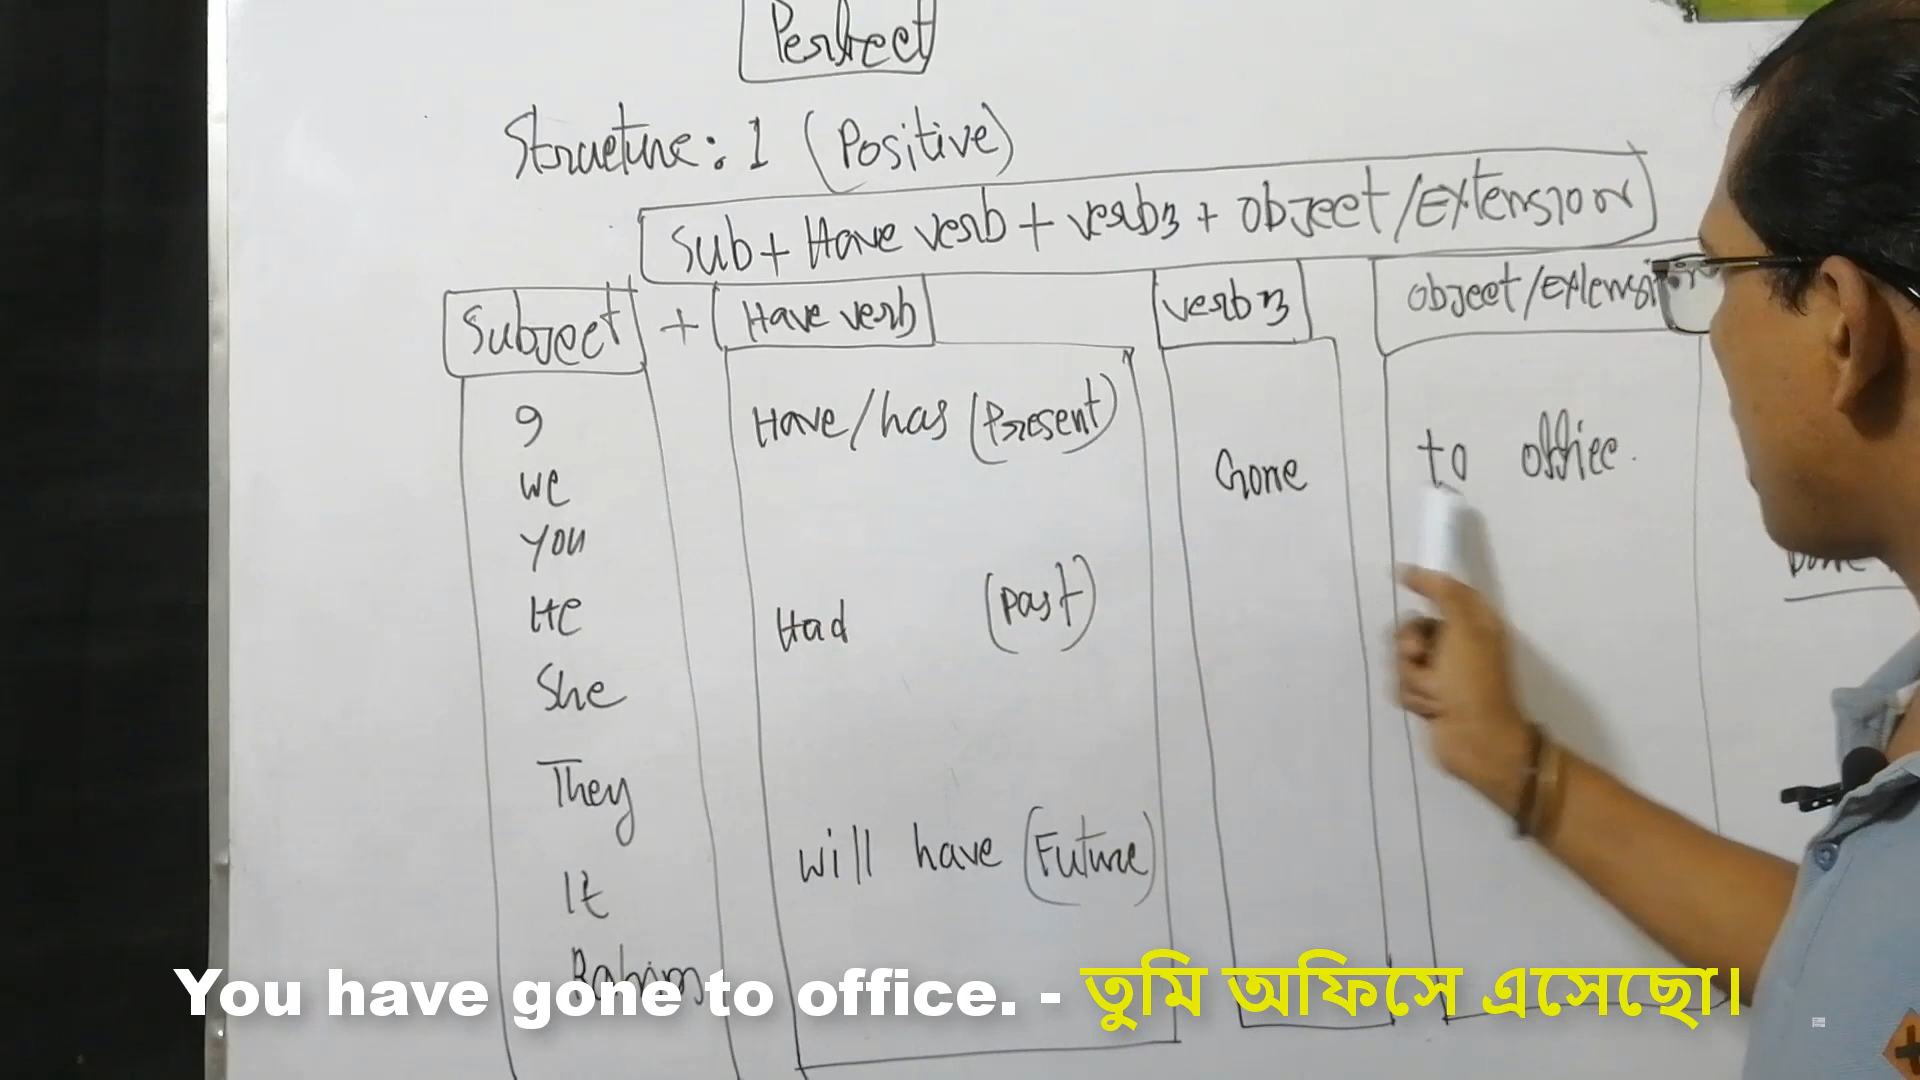 Perfect
Structure: 1 (Positive)
Sub + Have verb + verb3 + object/Extension
Subject + Have verb verb3 object/Extension
I Have/has (Present) Gone to office.
We
You
He Had (Past)
She
They
It will have (Future)
Rahim
You have gone to office. - তুমি অফিসে এসেছো।